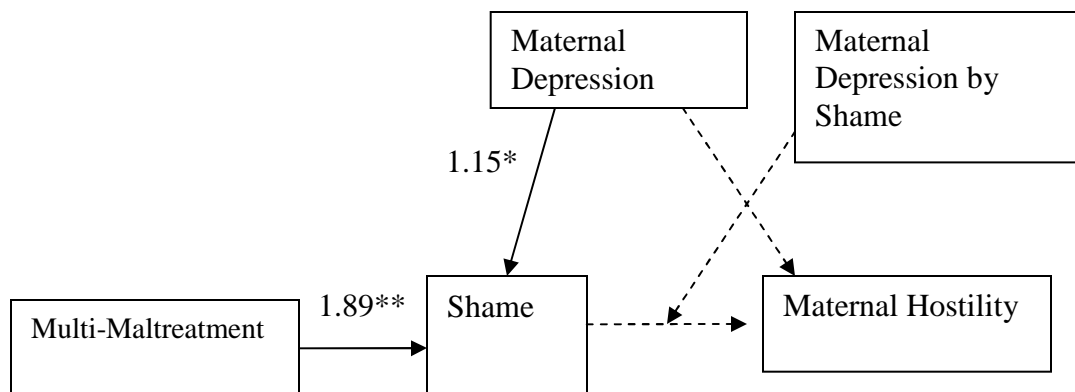 Maternal
Depression
Maternal
Depression by
Shame
1.15*
1.89**
Shame
Maternal Hostility
Multi-Maltreatment